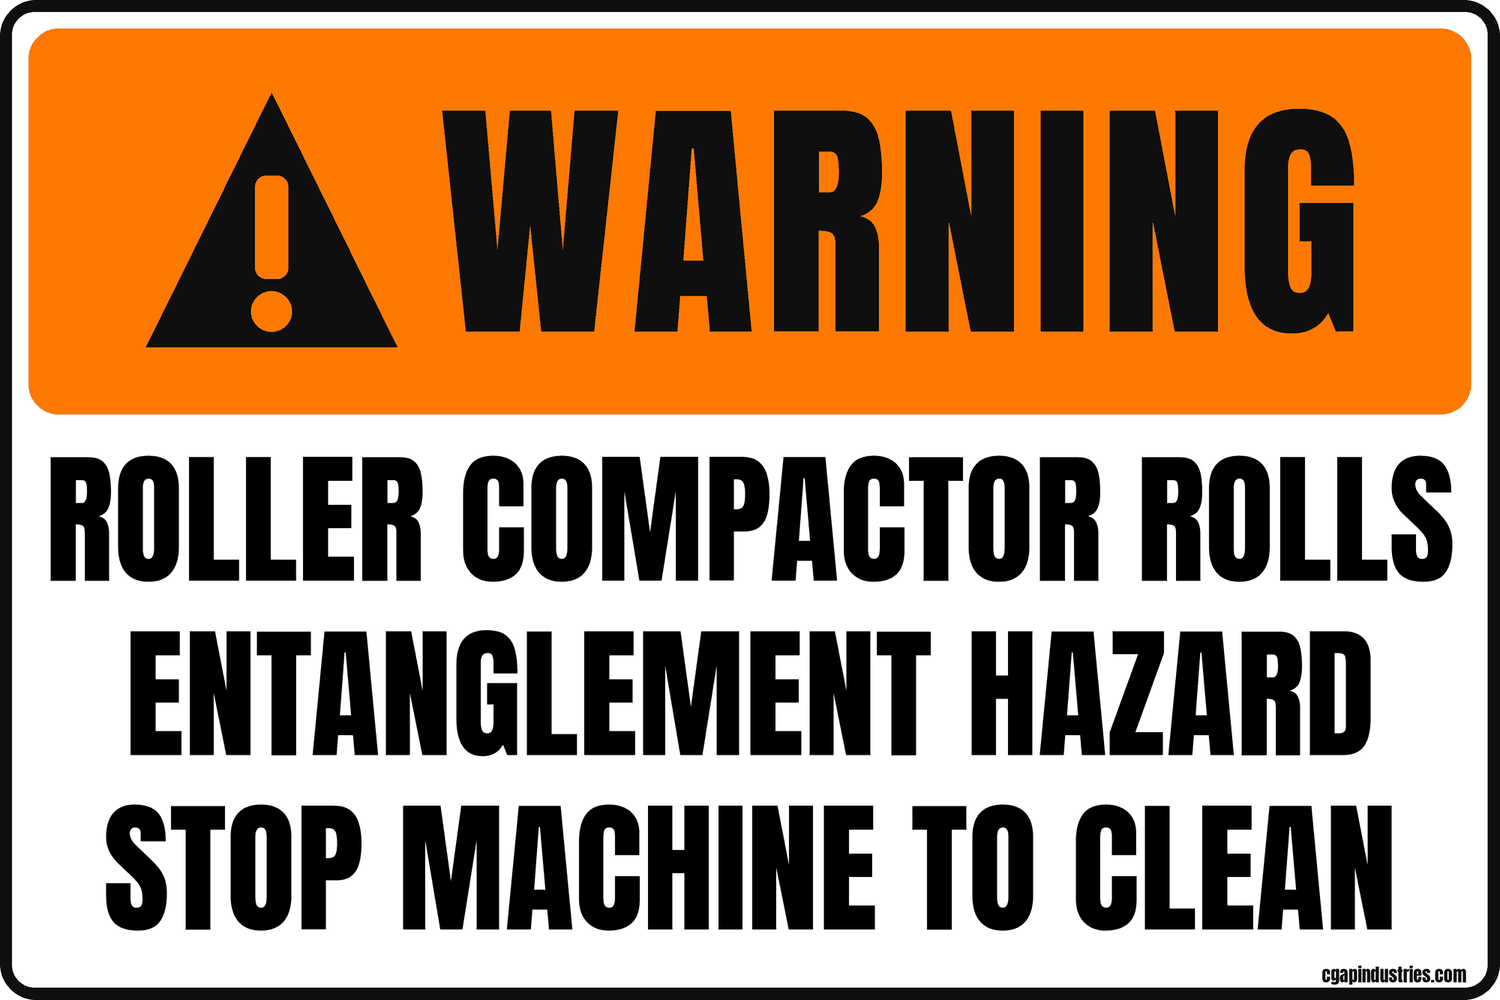 WARNING
ROLLER COMPACTOR ROLLS
ENTANGLEMENT HAZARD
STOP MACHINE TO CLEAN
cgapindustries.com